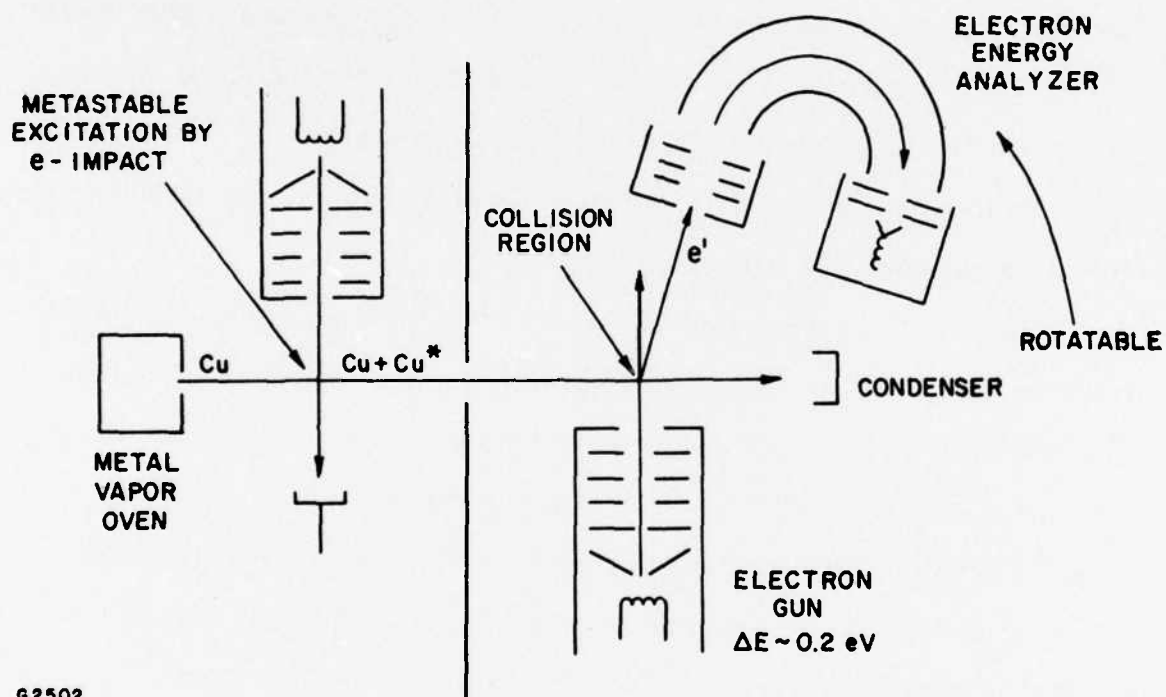 ELECTRON
ENERGY
ANALYZER
METASTABLE
EXCITATION BY
e - IMPACT
COLLISION
REGION
e'
ROTATABLE
Cu
Cu + Cu*
CONDENSER
METAL
VAPOR
OVEN
ELECTRON
GUN
ΔE ~ 0.2 eV
G2502